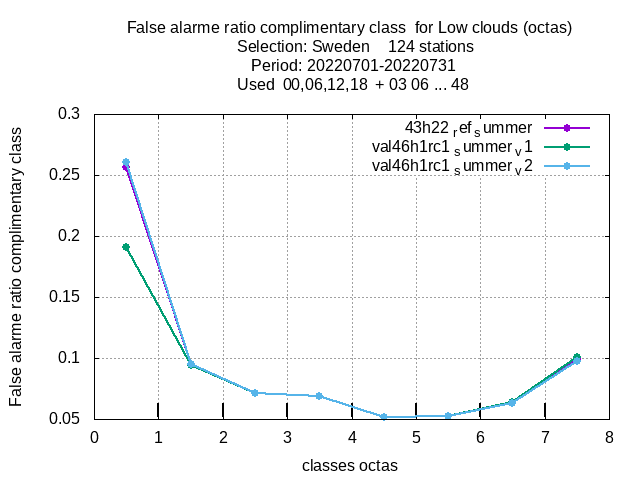 False alarme ratio complimentary class  for Low clouds (octas)
Selection: Sweden    124 stations
Period: 20220701-20220731
Used  00,06,12,18  + 03 06 ... 48
43h22 ref summer
val46h1rc1 summer v1
val46h1rc1 summer v2
False alarme ratio complimentary class
0.3
0.25
0.2
0.15
0.1
0.05
0 1 2 3 4 5 6 7 8
classes octas